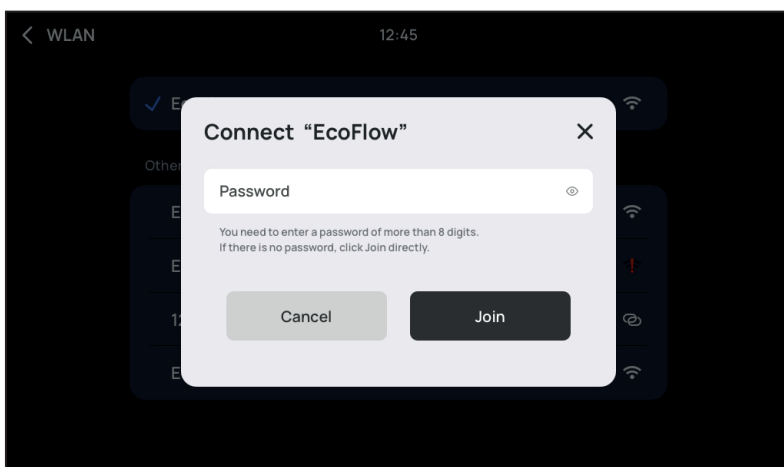 WLAN
12:45
Connect “EcoFlow”
Other
Password
You need to enter a password of more than 8 digits.
If there is no password, click Join directly.
Cancel
Join